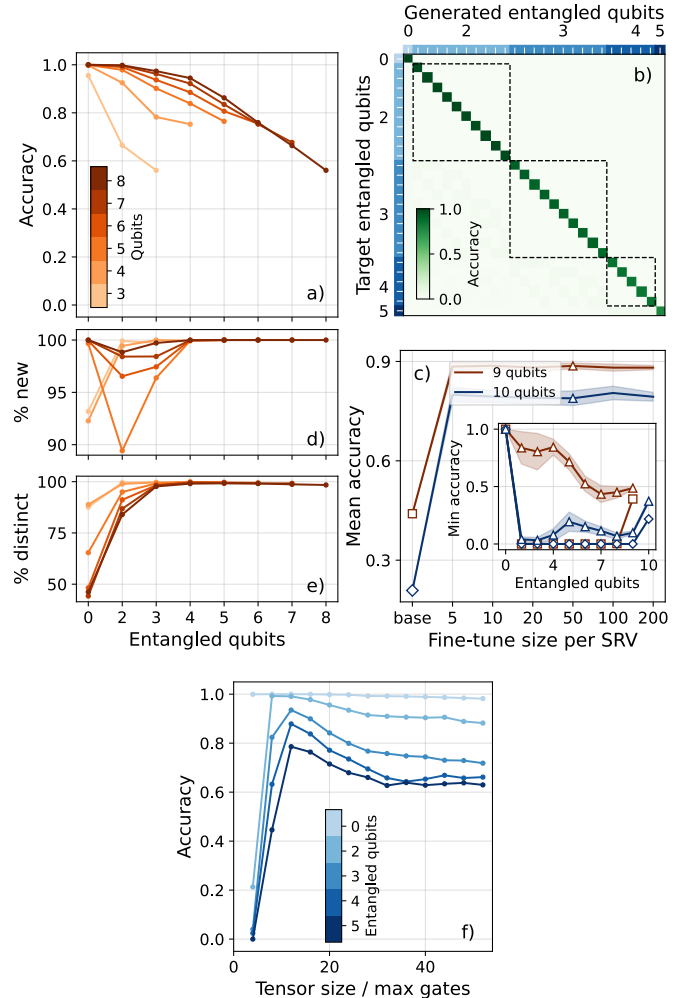 Generated entangled qubits
0 2 3 4 5
b)
Target entangled qubits
0
2
3
4
5
1.0
0.5
0.0
Accuracy
a)
Accuracy
1.0
0.8
0.6
0.4
0.2
0.0
8
7
6
5
4
3
Qubits
d)
% new
100
95
90
e)
% distinct
100
75
50
0 1 2 3 4 5 6 7 8
Entangled qubits
c)
9 qubits
10 qubits
Mean accuracy
0.9
0.6
0.3
Min accuracy
1.0
0.5
0.0
0 4 7 10
Entangled qubits
base 5 10 20 50 100 200
Fine-tune size per SRV
f)
Accuracy
1.0
0.8
0.6
0.4
0.2
0.0
0
2
3
4
5
Entangled qubits
0 20 40
Tensor size / max gates